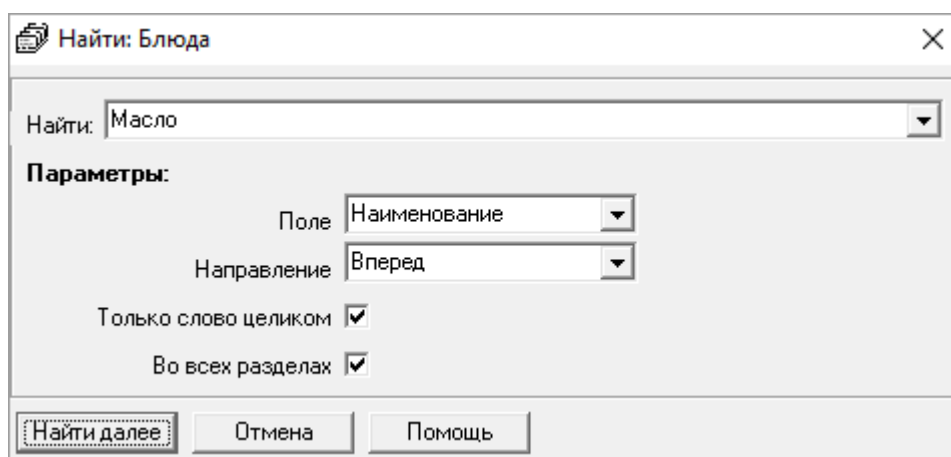 Найти: Блюда
Найти: Масло
Параметры:
Поле Наименование
Направление Вперед
Только слово целиком
Во всех разделах
Найти далее Отмена Помощь